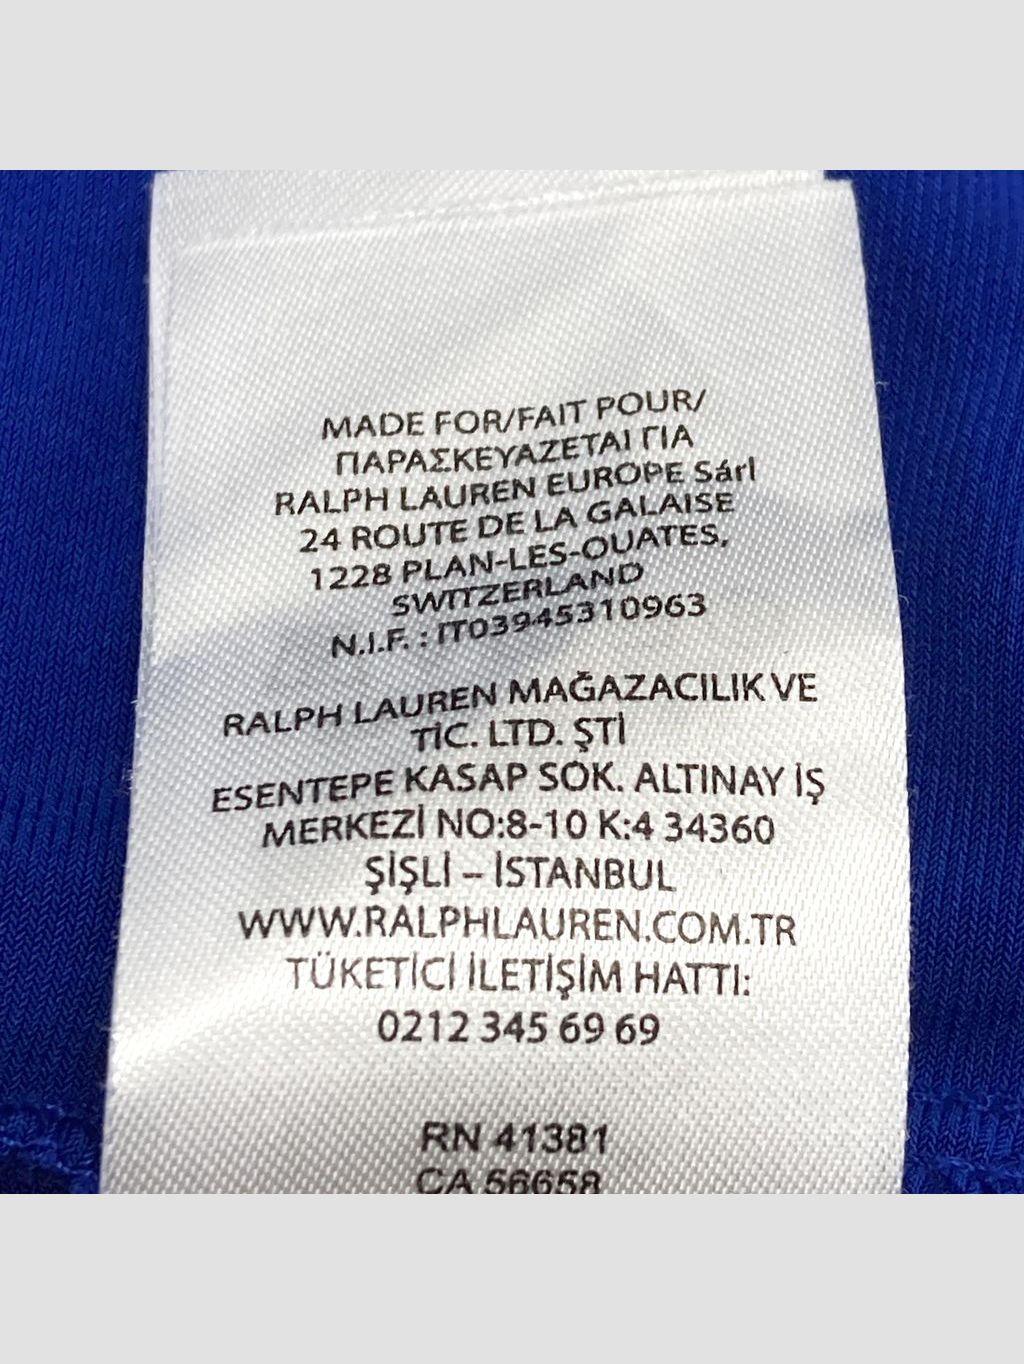 MADE FOR/FAIT POUR/
ΠΑΡΑΣΚΕΥΑΖΕΤΑΙ ΓΙΑ
RALPH LAUREN EUROPE Sárl
24 ROUTE DE LA GALAISE
1228 PLAN-LES-OUATES,
SWITZERLAND
N.I.F. : IT03945310963
RALPH LAUREN MAĞAZACILIK VE
TİC. LTD. ŞTİ
ESENTEPE KASAP SOK. ALTINAY İŞ
MERKEZİ NO:8-10 K:4 34360
ŞİŞLİ – İSTANBUL
WWW.RALPHLAUREN.COM.TR
TÜKETİCİ İLETİŞİM HATTI:
0212 345 69 69
RN 41381
CA 56658